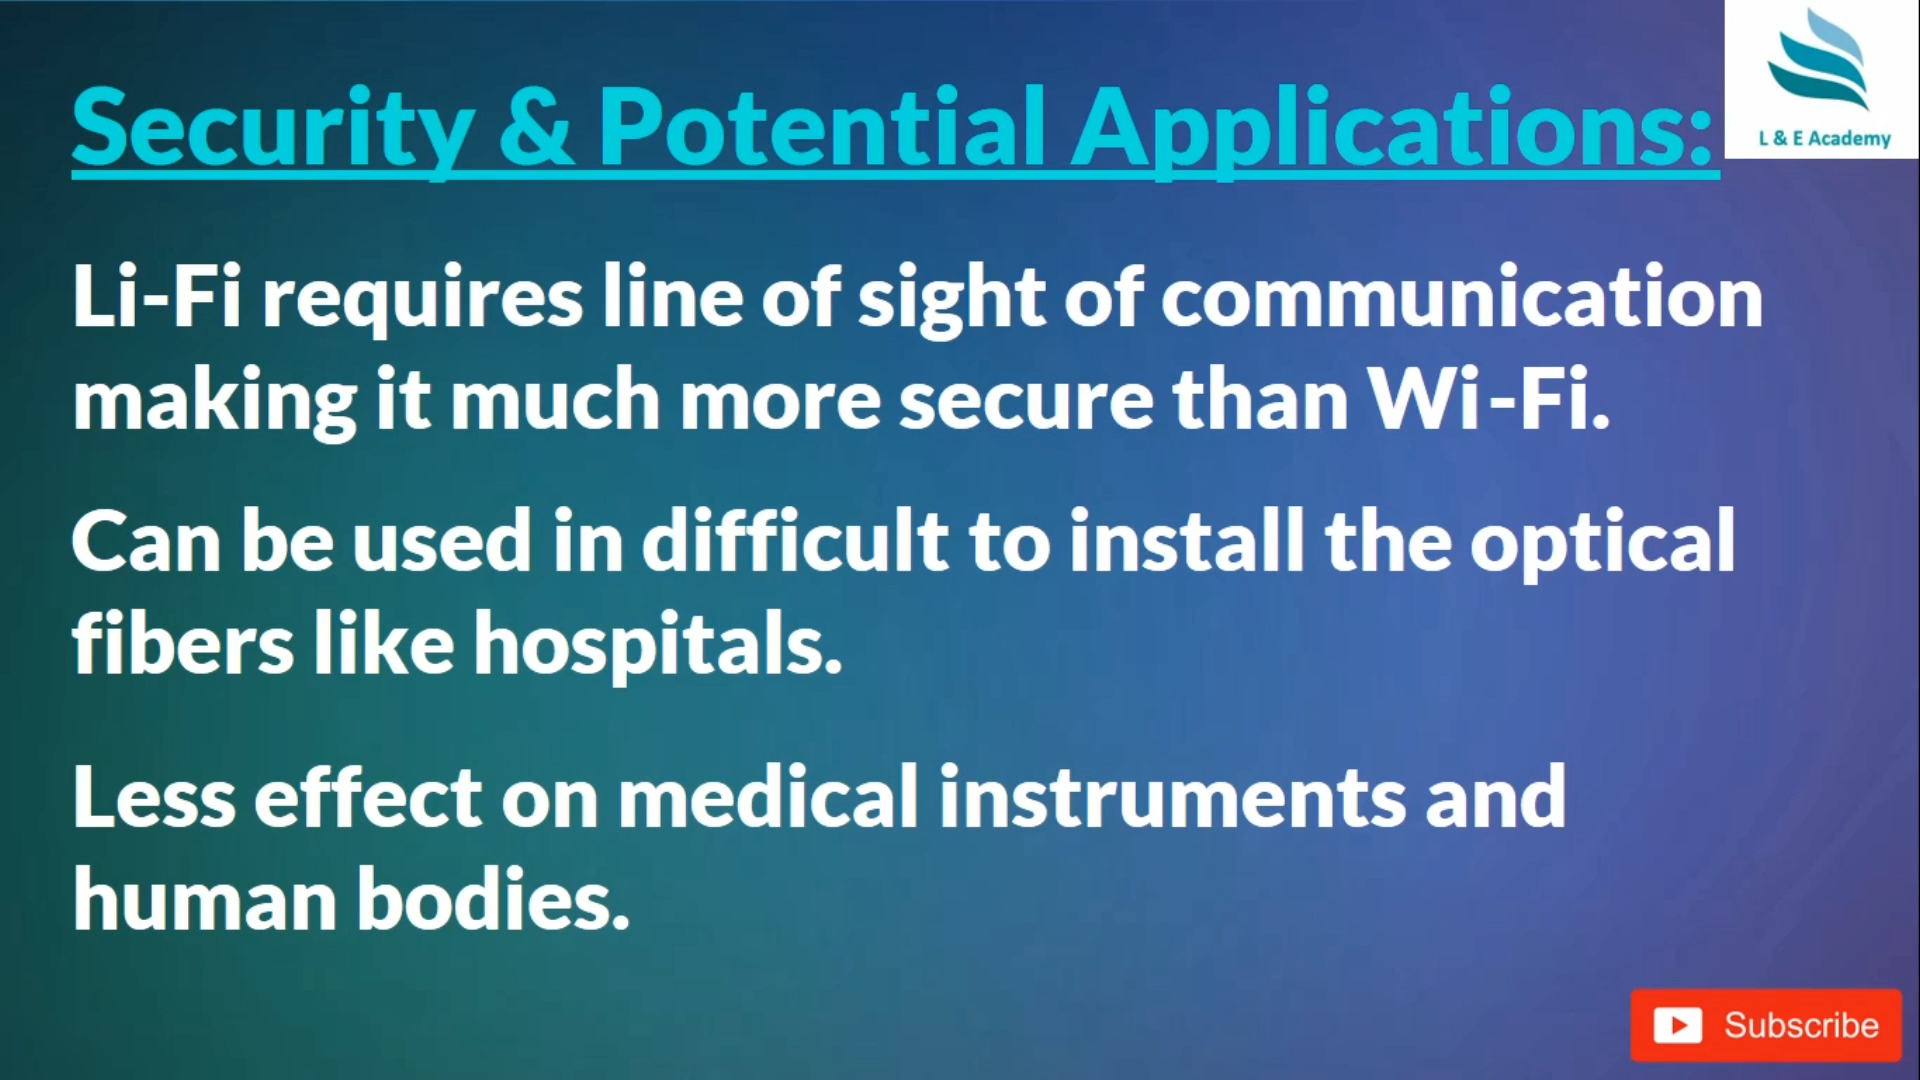 Security & Potential Applications:
L & E Academy
Li-Fi requires line of sight of communication
making it much more secure than Wi-Fi.
Can be used in difficult to install the optical
fibers like hospitals.
Less effect on medical instruments and
human bodies.
Subscribe